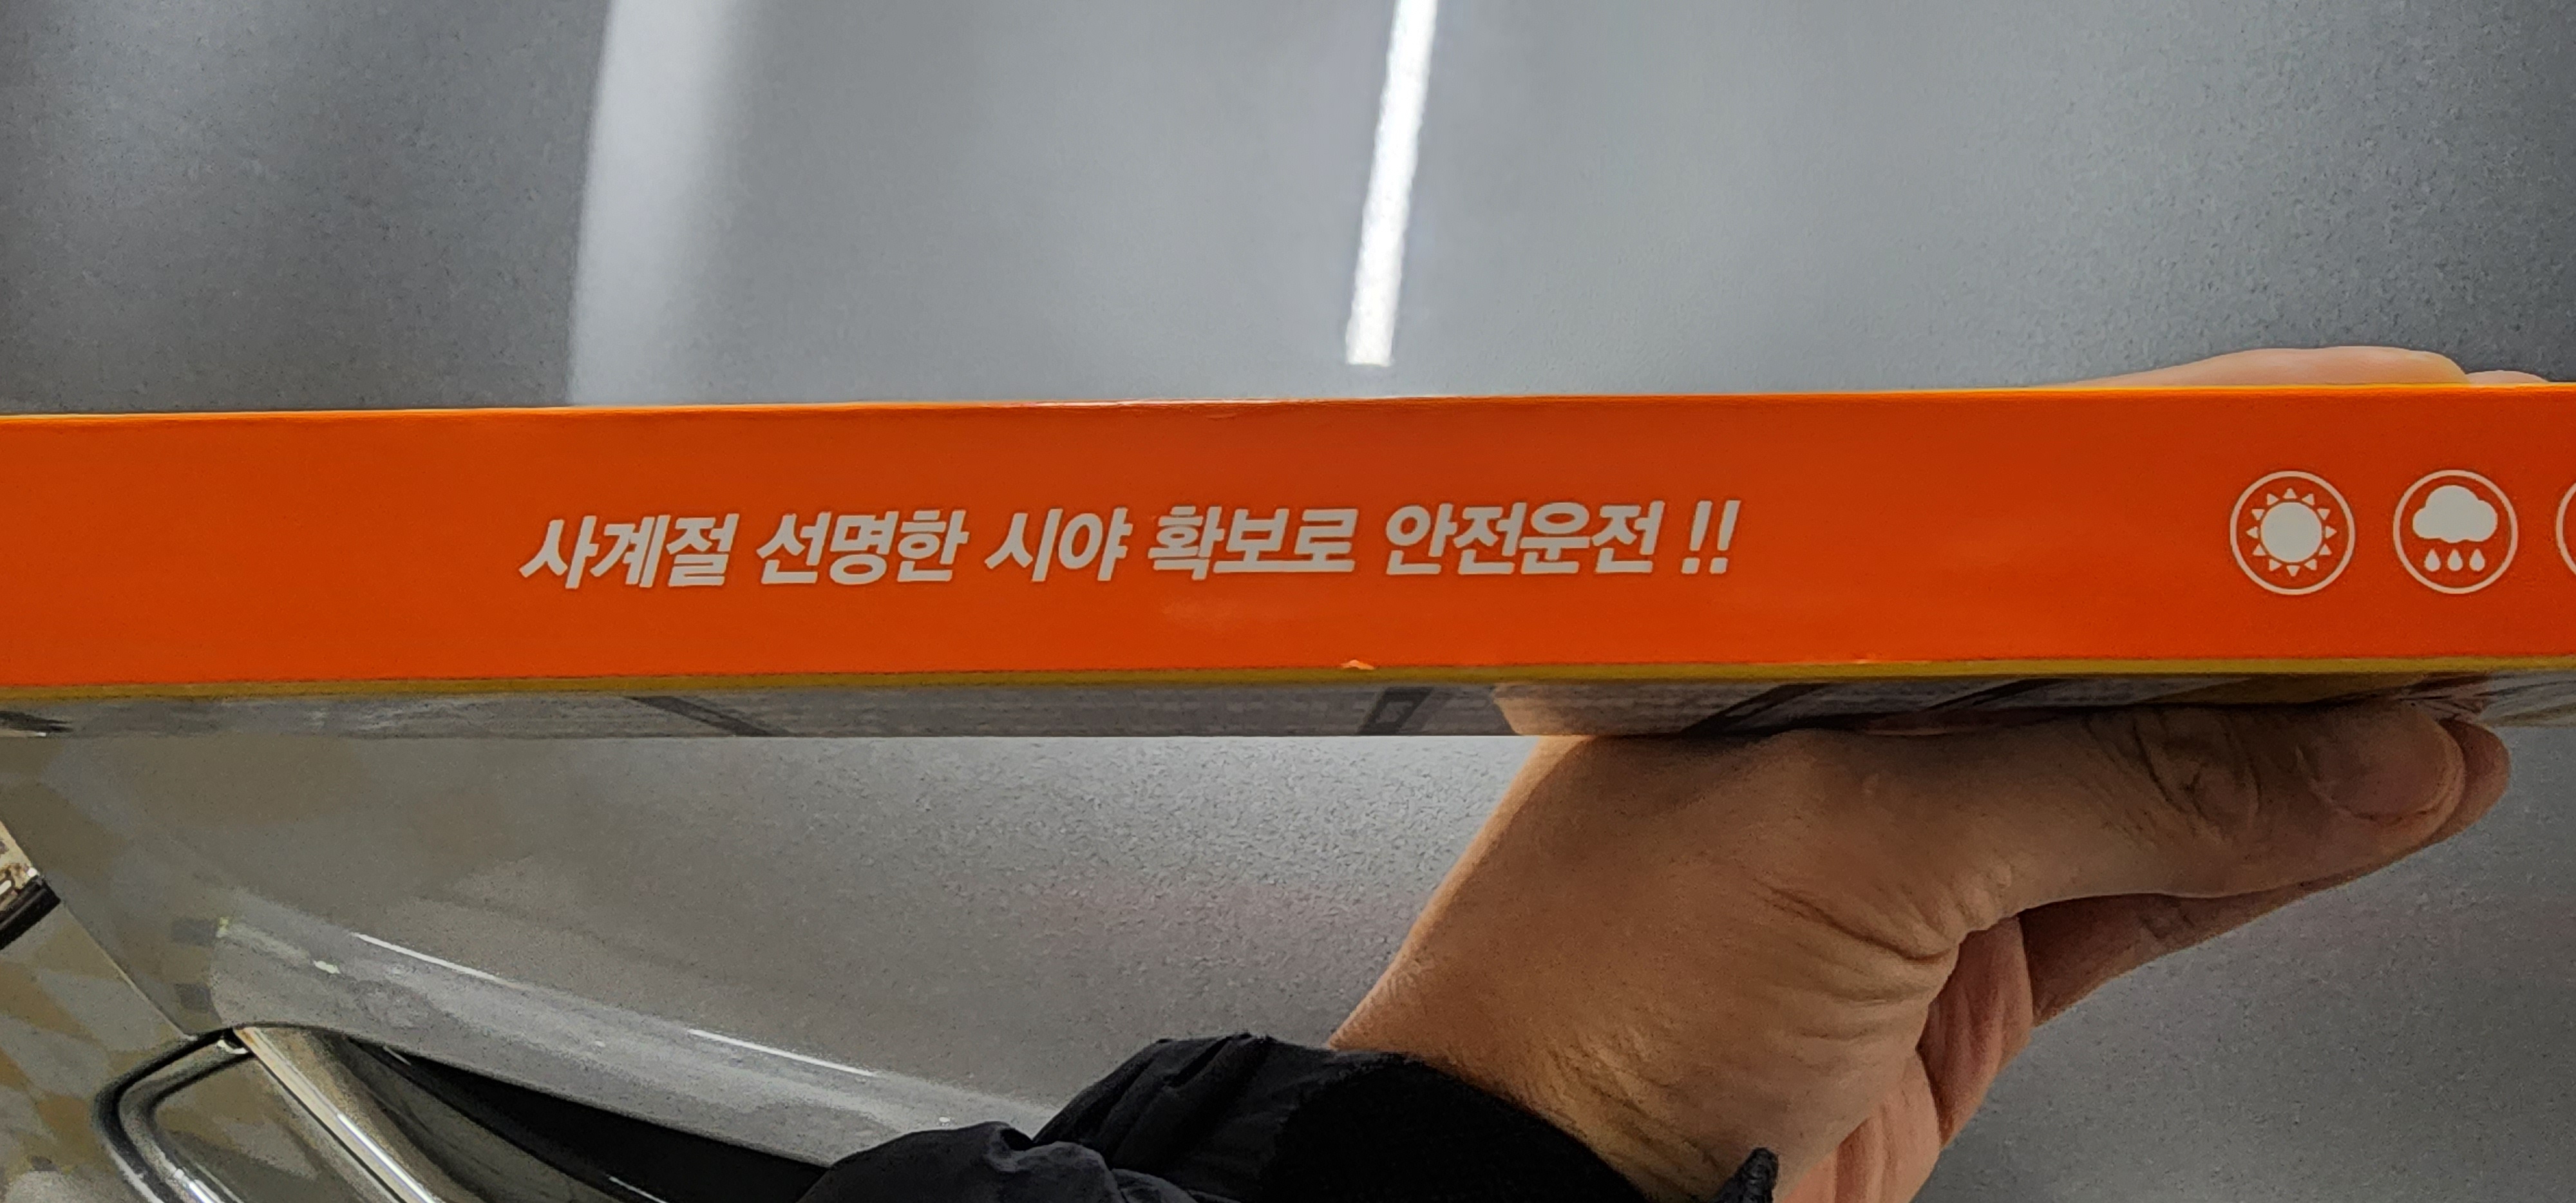 사계절 선명한 시야 확보로 안전운전 !!